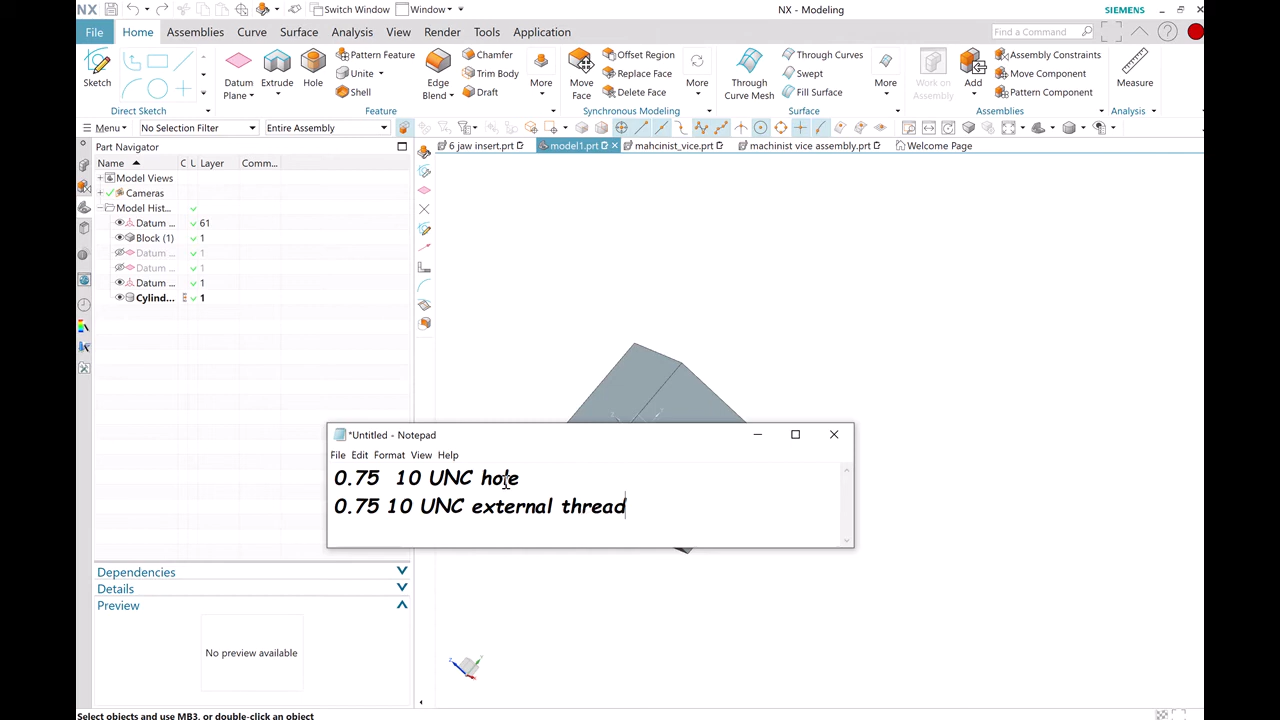 NX Switch Window Window NX - Modeling SIEMENS
File Home Assemblies Curve Surface Analysis View Render Tools Application Find a Command
Sketch Datum Plane Extrude Hole Pattern Feature Unite Shell Edge Blend Chamfer Trim Body Draft More Move Face Offset Region Replace Face Delete Face More Through Curve Mesh Through Curves Swept Fill Surface More Work on Assembly Add Assembly Constraints Move Component Pattern Component Measure
Direct Sketch Feature Synchronous Modeling Surface Assemblies Analysis
Menu No Selection Filter Entire Assembly
Part Navigator 6 jaw insert.prt model1.prt mahcinist_vice.prt machinist vice assembly.prt Welcome Page
Name C L Layer Comm...
Model Views
Cameras
Model Hist...
Datum ... 61
Block (1) 1
Datum ... 1
Datum ... 1
Datum ... 1
Cylind... 1
*Untitled - Notepad
File Edit Format View Help
0.75 10 UNC hole
0.75 10 UNC external thread
Dependencies
Details
Preview
No preview available
Select objects and use MB3, or double-click an object